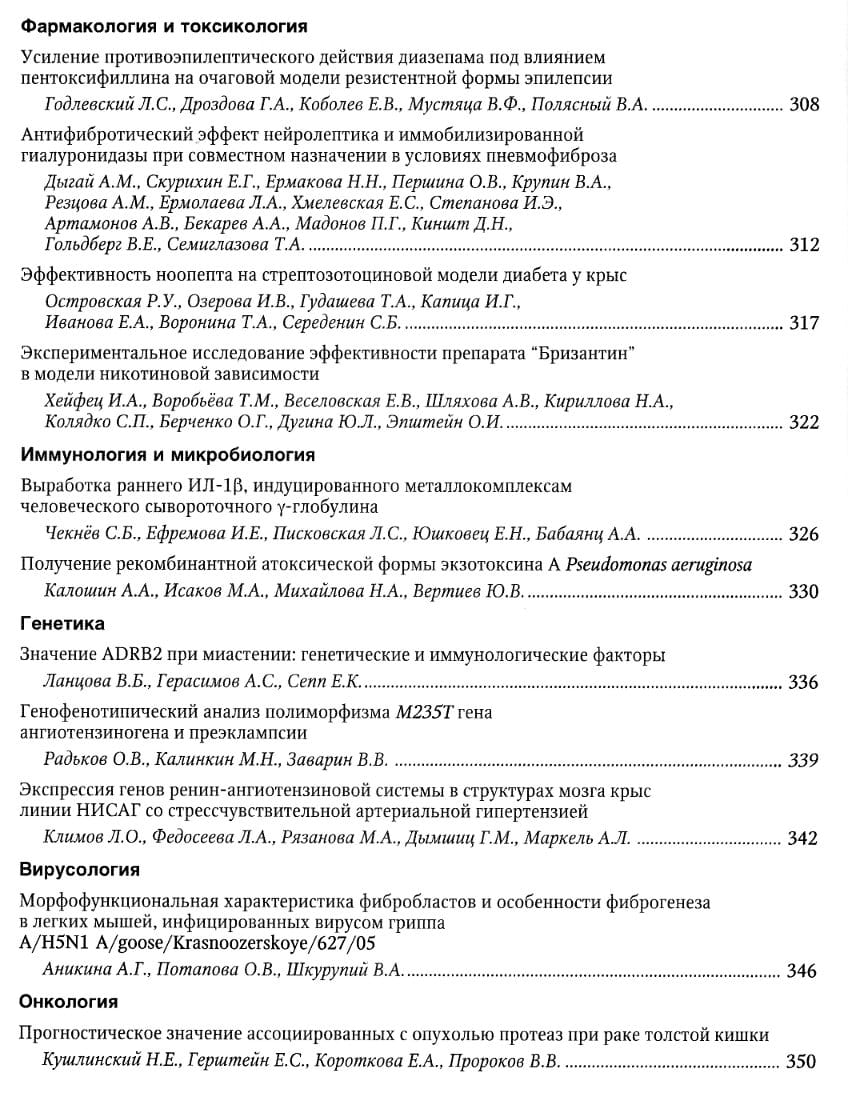 Фармакология и токсикология
Усиление противоэпилептического действия диазепама под влиянием
пентоксифиллина на очаговой модели резистентной формы эпилепсии
Годлевский Л.С., Дроздова Г.А., Коболев Е.В., Мустяца В.Ф., Полясный В.А. 308
Антифибротический эффект нейролептика и иммобилизированной
гиалуронидазы при совместном назначении в условиях пневмофиброза
Дыгай А.М., Скурихин Е.Г., Ермакова Н.Н., Першина О.В., Крупин В.А.,
Резцова А.М., Ермолаева Л.А., Хмелевская Е.С., Степанова И.Э.,
Артамонов А.В., Бекарев А.А., Мадонов П.Г., Киншт Д.Н.,
Гольдберг В.Е., Семиглазова Т.А. 312
Эффективность ноопепта на стрептозотоциновой модели диабета у крыс
Островская Р.У., Озерова И.В., Гудашева Т.А., Капица И.Г.,
Иванова Е.А., Воронина Т.А., Середенин С.Б. 317
Экспериментальное исследование эффективности препарата “Бризантин”
в модели никотиновой зависимости
Хейфец И.А., Воробьёва Т.М., Веселовская Е.В., Шляхова А.В., Кириллова Н.А.,
Колядко С.П., Берченко О.Г., Дугина Ю.Л., Эпштейн О.И. 322
Иммунология и микробиология
Выработка раннего ИЛ-1β, индуцированного металлокомплексам
человеческого сывороточного γ-глобулина
Чекнёв С.Б., Ефремова И.Е., Писковская Л.С., Юшковец Е.Н., Бабаянц А.А. 326
Получение рекомбинантной атоксической формы экзотоксина А Pseudomonas aeruginosa
Калошин А.А., Исаков М.А., Михайлова Н.А., Вертиев Ю.В. 330
Генетика
Значение ADRB2 при миастении: генетические и иммунологические факторы
Ланцова В.Б., Герасимов А.С., Сепп Е.К. 336
Генофенотипический анализ полиморфизма M235T гена
ангиотензиногена и преэклампсии
Радьков О.В., Калинкин М.Н., Заварин В.В. 339
Экспрессия генов ренин-ангиотензиновой системы в структурах мозга крыс
линии НИСАГ со стрессчувствительной артериальной гипертензией
Климов Л.О., Федосеева Л.А., Рязанова М.А., Дымшиц Г.М., Маркель А.Л. 342
Вирусология
Морфофункциональная характеристика фибробластов и особенности фиброгенеза
в легких мышей, инфицированных вирусом гриппа
A/H5N1 A/goose/Krasnoozerskoye/627/05
Аникина А.Г., Потапова О.В., Шкурупий В.А. 346
Онкология
Прогностическое значение ассоциированных с опухолью протеаз при раке толстой кишки
Кушлинский Н.Е., Герштейн Е.С., Короткова Е.А., Пророков В.В. 350